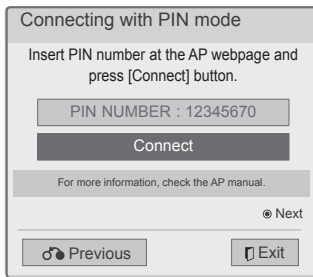 Connecting with PIN mode
Insert PIN number at the AP webpage and
press [Connect] button.
PIN NUMBER : 12345670
Connect
For more information, check the AP manual.
Next
Previous
Exit